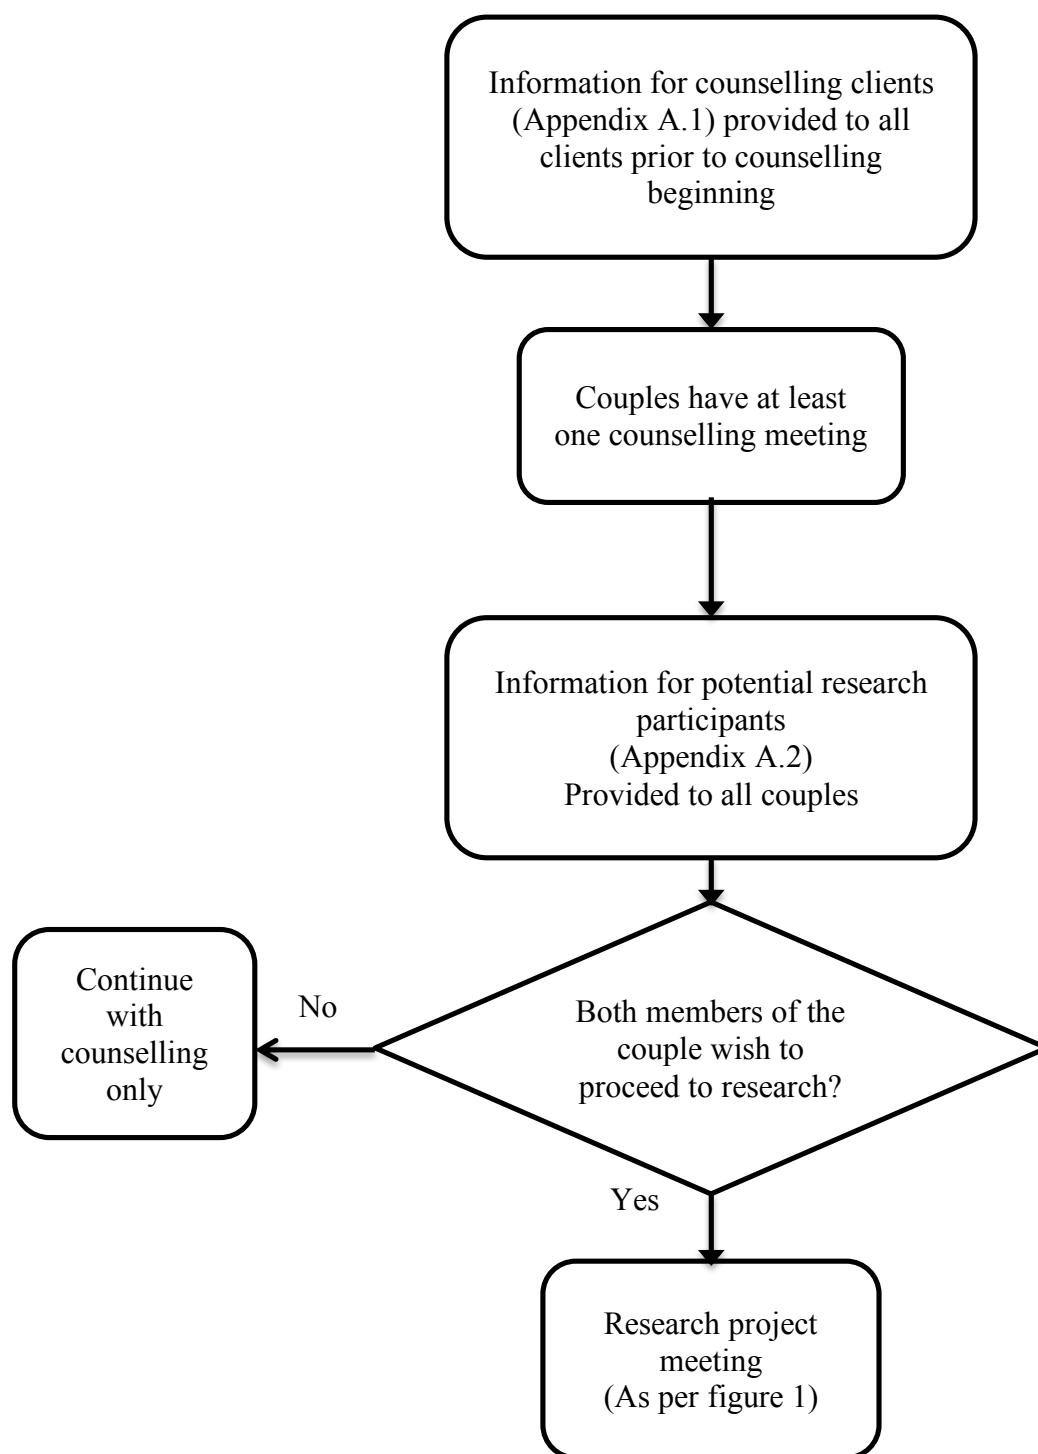 Information for counselling clients
(Appendix A.1) provided to all
clients prior to counselling
beginning
Couples have at least
one counselling meeting
Information for potential research
participants
(Appendix A.2)
Provided to all couples
Both members of the
couple wish to
proceed to research?
No
Continue
with
counselling
only
Yes
Research project
meeting
(As per figure 1)